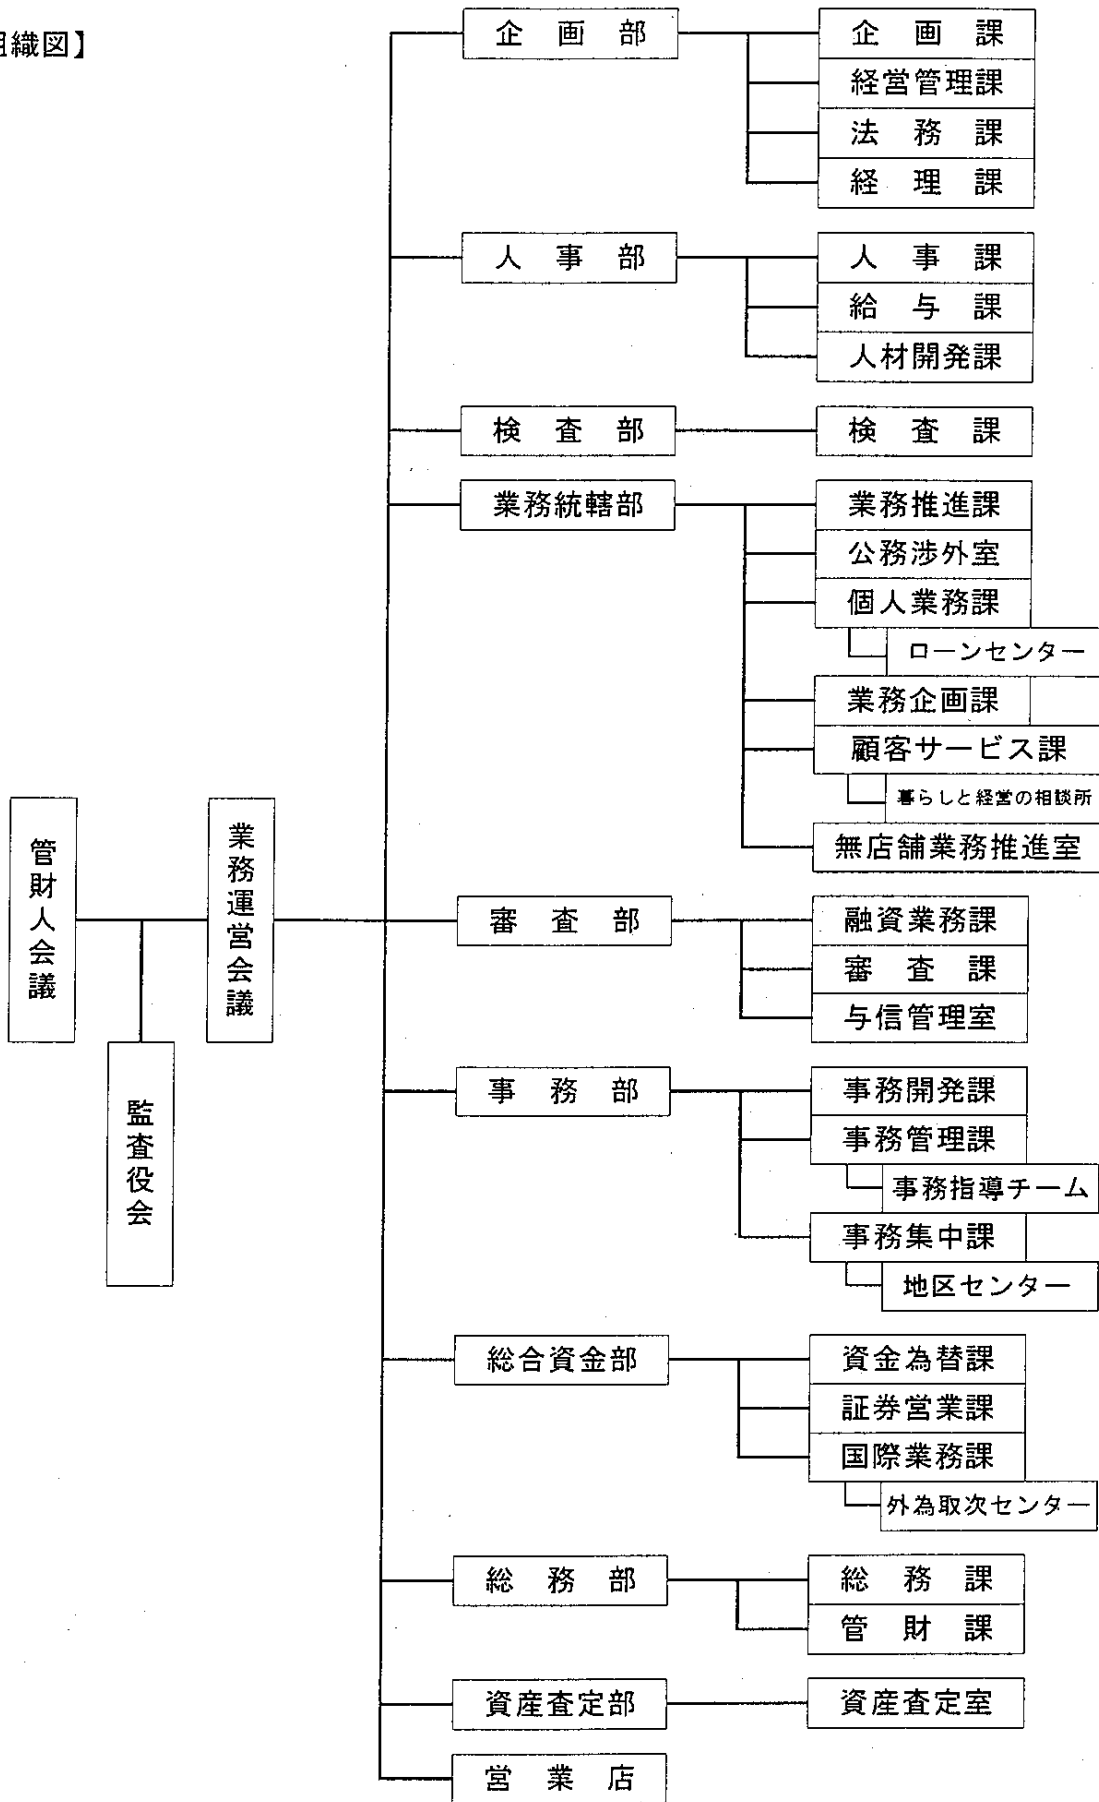 組織図】
企画部
企画課
経営管理課
法務課
経理課
人事部
人事課
給与課
人材開発課
検査部
検査課
業務統轄部
業務推進課
公務渉外室
個人業務課
ローンセンター
業務企画課
顧客サービス課
暮らしと経営の相談所
無店舗業務推進室
管財人会議
監査役会
業務運営会議
審査部
融資業務課
審査課
与信管理室
事務部
事務開発課
事務管理課
事務指導チーム
事務集中課
地区センター
総合資金部
資金為替課
証券営業課
国際業務課
外為取次センター
総務部
総務課
管財課
資産査定部
資産査定室
営業店